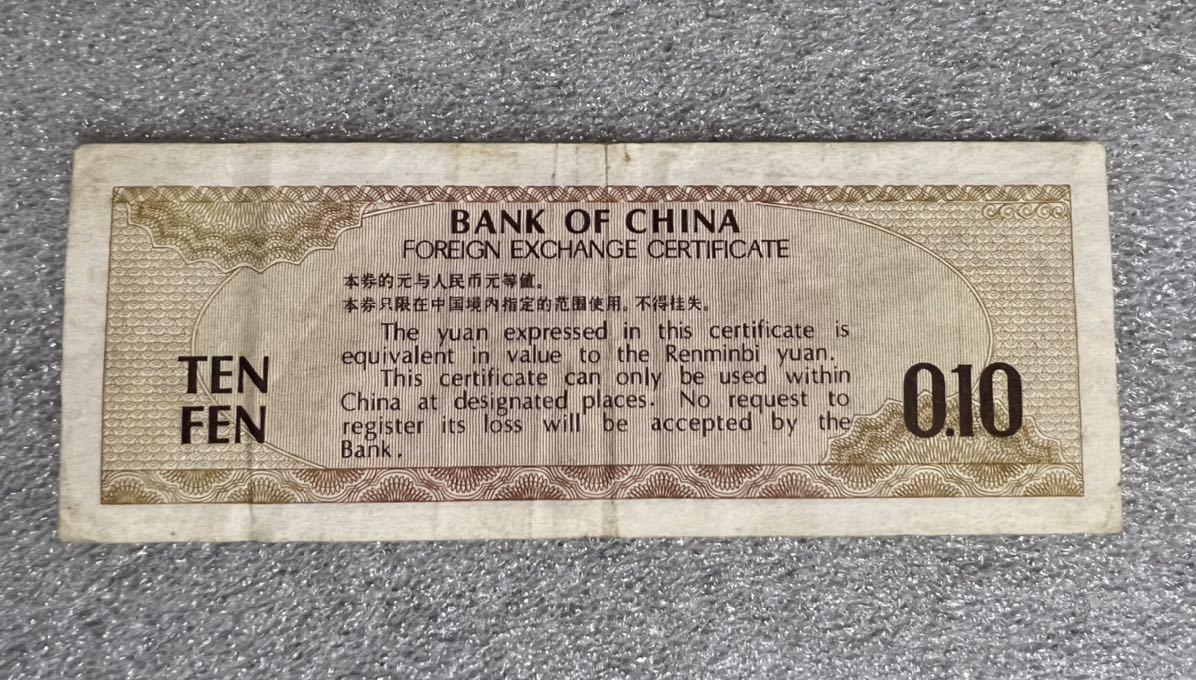 BANK OF CHINA
FOREIGN EXCHANGE CERTIFICATE
本券的元与人民币元等值。
本券只限在中国境内指定的范围使用。不得挂失。
The yuan expressed in this certificate is
equivalent in value to the Renminbi yuan.
This certificate can only be used within
China at designated places. No request to
register its loss will be accepted by the
Bank.
TEN
FEN
0.10